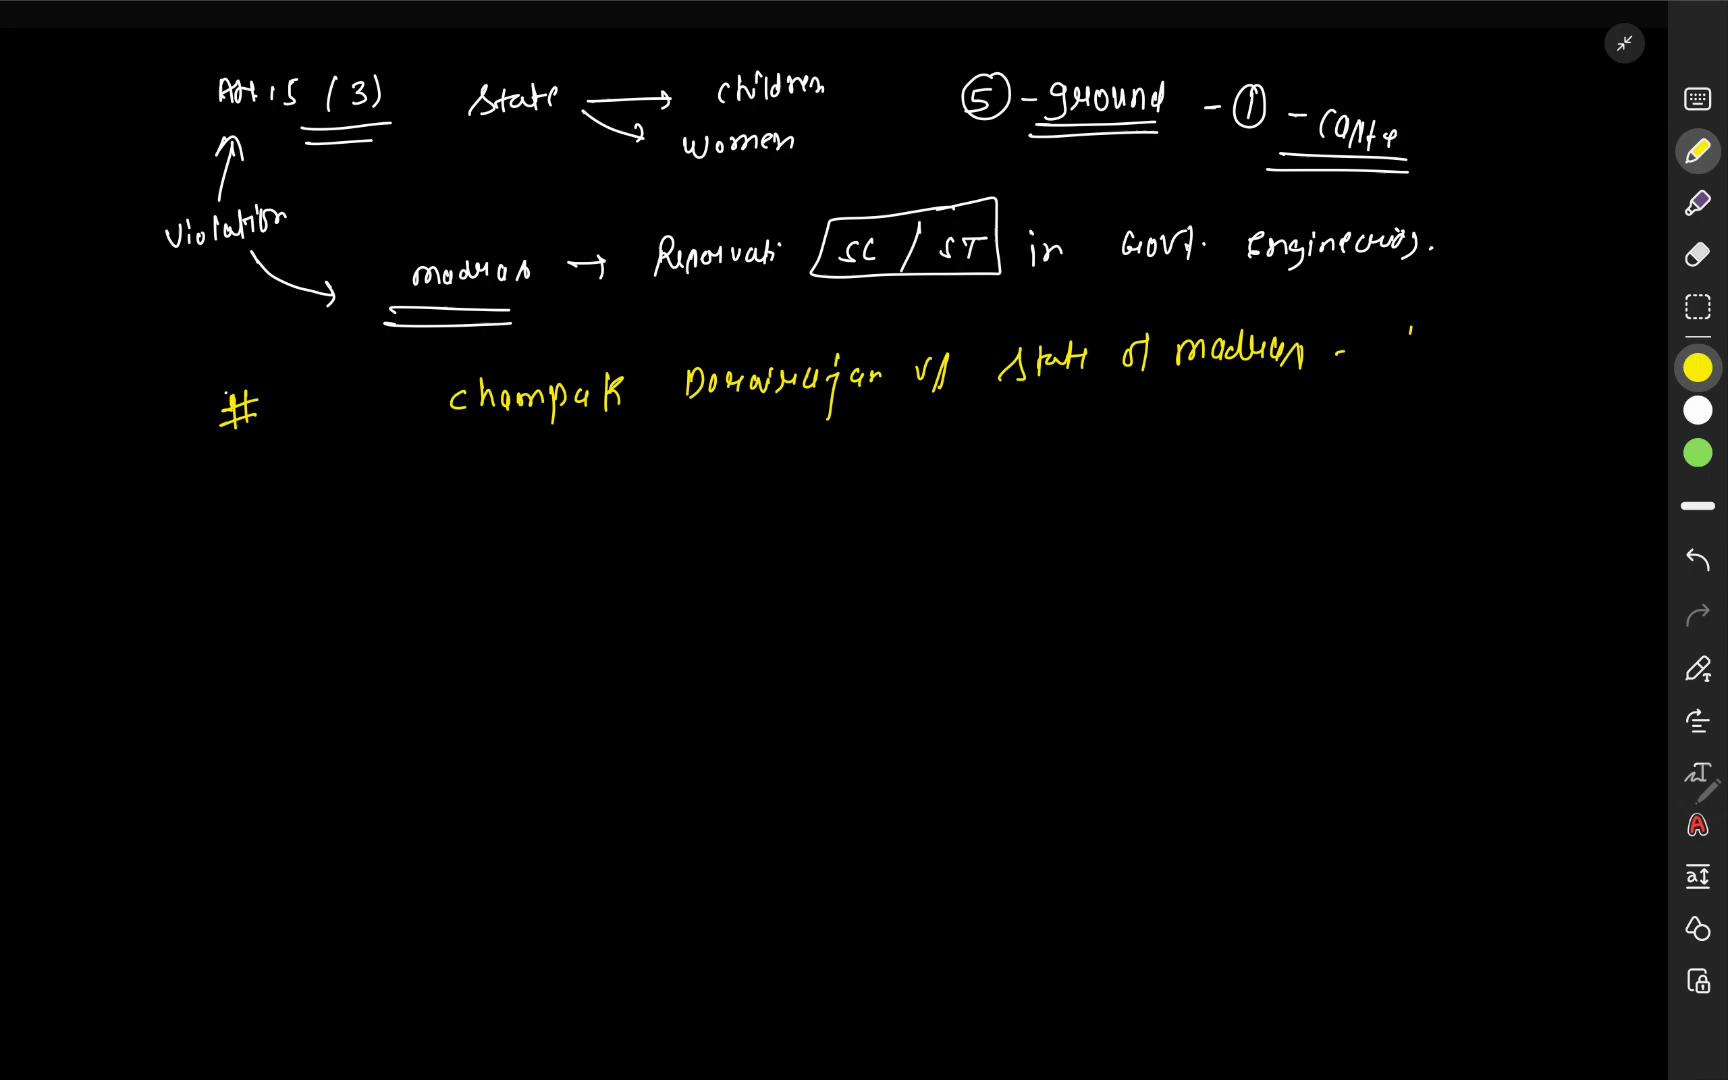 Art 15 (3) State → children 5 - ground - 1 - caste
women
violation
madras → Reservati SC / ST in Govt. Engineering.
# champak Dorairajan v/s State of madras -